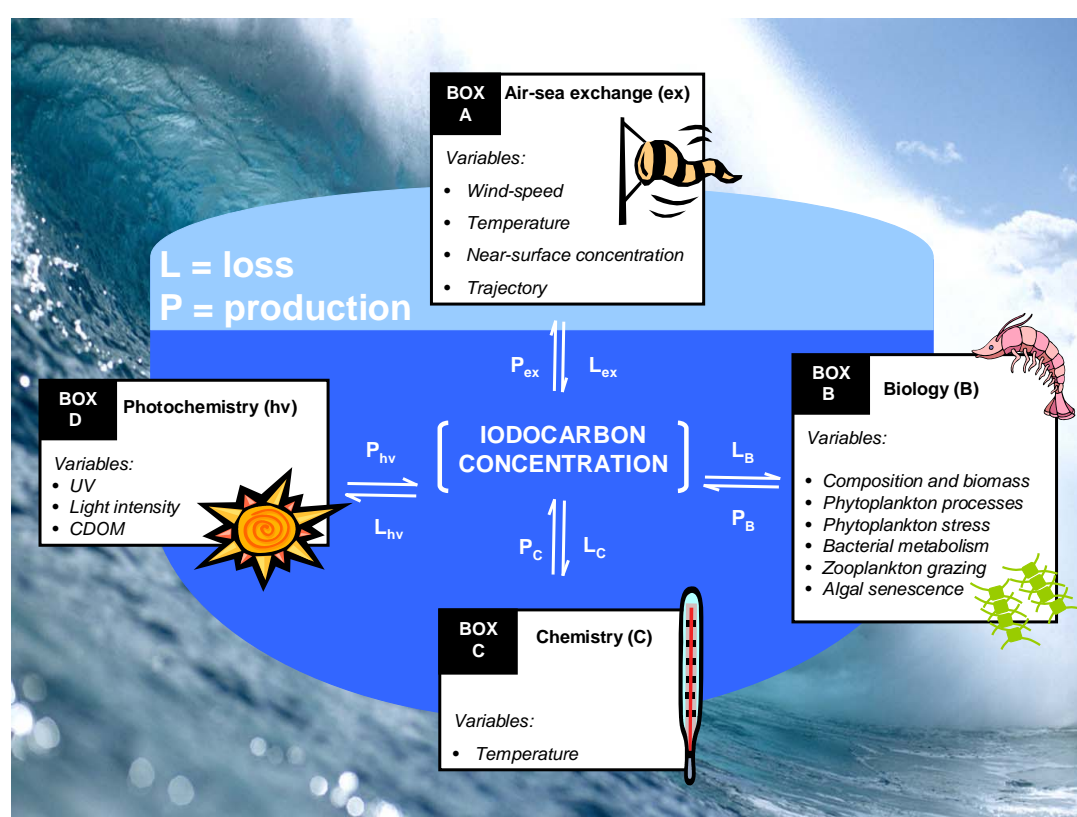 BOX
A
Air-sea exchange (ex)
Variables:
• Wind-speed
• Temperature
• Near-surface concentration
• Trajectory
L = loss
P = production
Pex
Lex
BOX
D
Photochemistry (hv)
Variables:
• UV
• Light intensity
• CDOM
Phv
Lhv
IODOCARBON
CONCENTRATION
LB
PB
BOX
B
Biology (B)
Variables:
• Composition and biomass
• Phytoplankton processes
• Phytoplankton stress
• Bacterial metabolism
• Zooplankton grazing
• Algal senescence
PC
LC
BOX
C
Chemistry (C)
Variables:
• Temperature